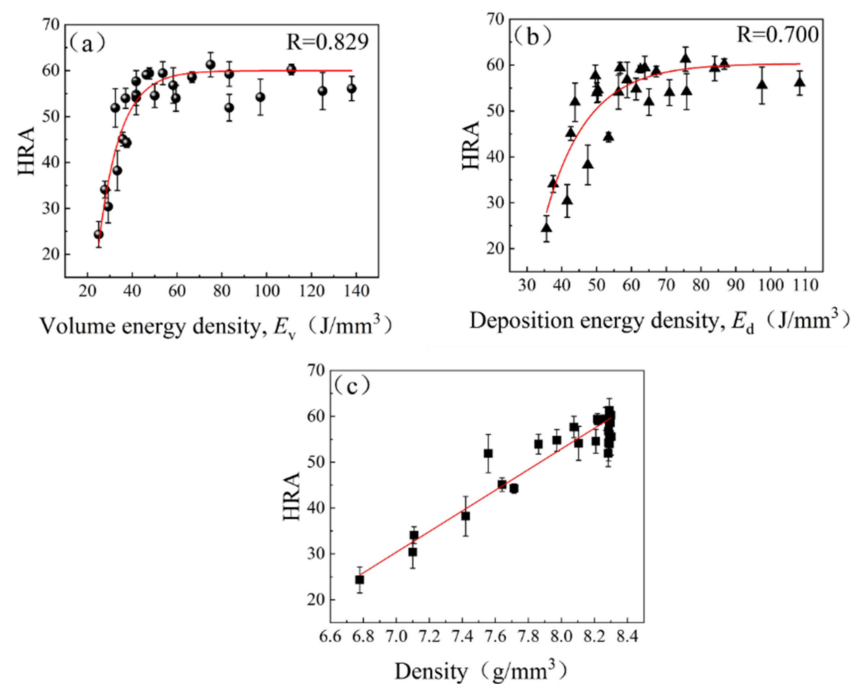 (a)
R=0.829
70
60
50
40
30
20
HRA
20 40 60 80 100 120 140
Volume energy density, Ev（J/mm³）
(b)
R=0.700
70
60
50
40
30
20
HRA
30 40 50 60 70 80 90 100 110
Deposition energy density, Ed（J/mm³）
(c)
70
60
50
40
30
20
HRA
6.6 6.8 7.0 7.2 7.4 7.6 7.8 8.0 8.2 8.4
Density（g/mm³）